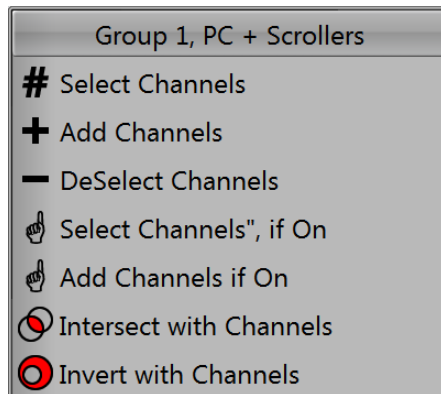 Group 1, PC + Scrollers
# Select Channels
+ Add Channels
− DeSelect Channels
Select Channels", if On
Add Channels if On
Intersect with Channels
Invert with Channels